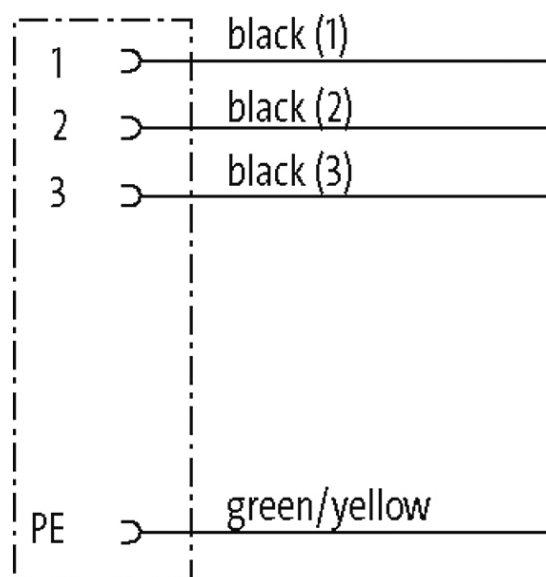 1 black (1)
2 black (2)
3 black (3)
PE green/yellow